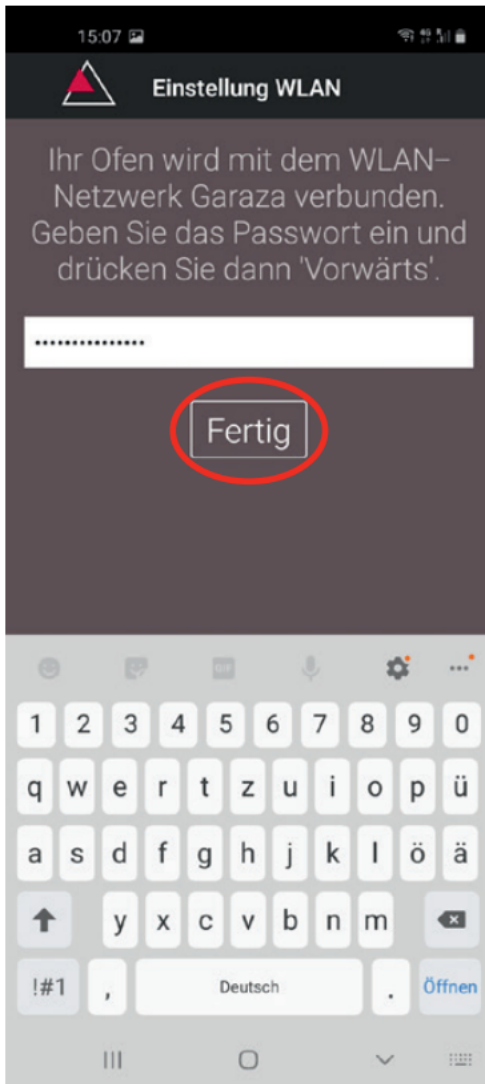 15:07
Einstellung WLAN
Ihr Ofen wird mit dem WLAN–
Netzwerk Garaza verbunden.
Geben Sie das Passwort ein und
drücken Sie dann 'Vorwärts'.
•••••••••••••••
Fertig
GIF
1 2 3 4 5 6 7 8 9 0
q w e r t z u i o p ü
a s d f g h j k l ö ä
y x c v b n m
!#1 , Deutsch . Öffnen